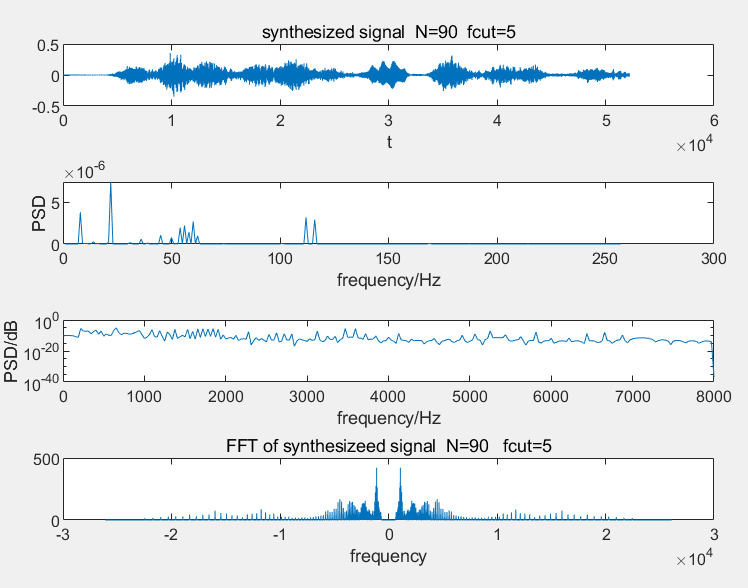 synthesized signal N=90 fcut=5
0.5
0
-0.5
0 1 2 3 4 5 6
t
×10^4
×10^-6
5
0
PSD
0 50 100 150 200 250 300
frequency/Hz
10^0
10^-20
10^-40
PSD/dB
0 1000 2000 3000 4000 5000 6000 7000 8000
frequency/Hz
FFT of synthesizeed signal N=90 fcut=5
500
0
-3 -2 -1 0 1 2 3
frequency
×10^4